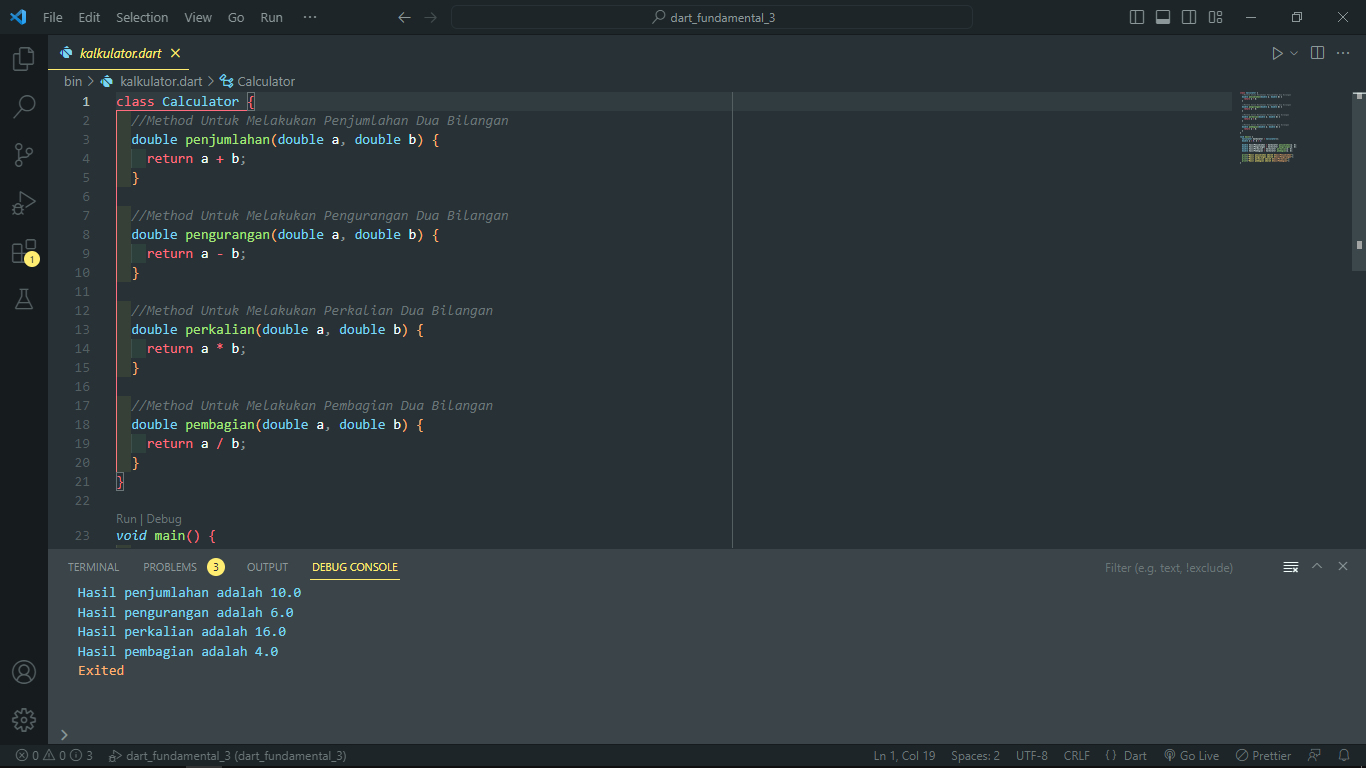 File Edit Selection View Go Run ··· dart_fundamental_3
kalkulator.dart
bin > kalkulator.dart > Calculator
1 class Calculator {
2 //Method Untuk Melakukan Penjumlahan Dua Bilangan
3 double penjumlahan(double a, double b) {
4 return a + b;
5 }
6
7 //Method Untuk Melakukan Pengurangan Dua Bilangan
8 double pengurangan(double a, double b) {
9 return a - b;
10 }
11
12 //Method Untuk Melakukan Perkalian Dua Bilangan
13 double perkalian(double a, double b) {
14 return a * b;
15 }
16
17 //Method Untuk Melakukan Pembagian Dua Bilangan
18 double pembagian(double a, double b) {
19 return a / b;
20 }
21 }
22
Run | Debug
23 void main() {
1
TERMINAL PROBLEMS 3 OUTPUT DEBUG CONSOLE Filter (e.g. text, !exclude)
Hasil penjumlahan adalah 10.0
Hasil pengurangan adalah 6.0
Hasil perkalian adalah 16.0
Hasil pembagian adalah 4.0
Exited
0 0 3 dart_fundamental_3 (dart_fundamental_3) Ln 1, Col 19 Spaces: 2 UTF-8 CRLF { } Dart Go Live Prettier